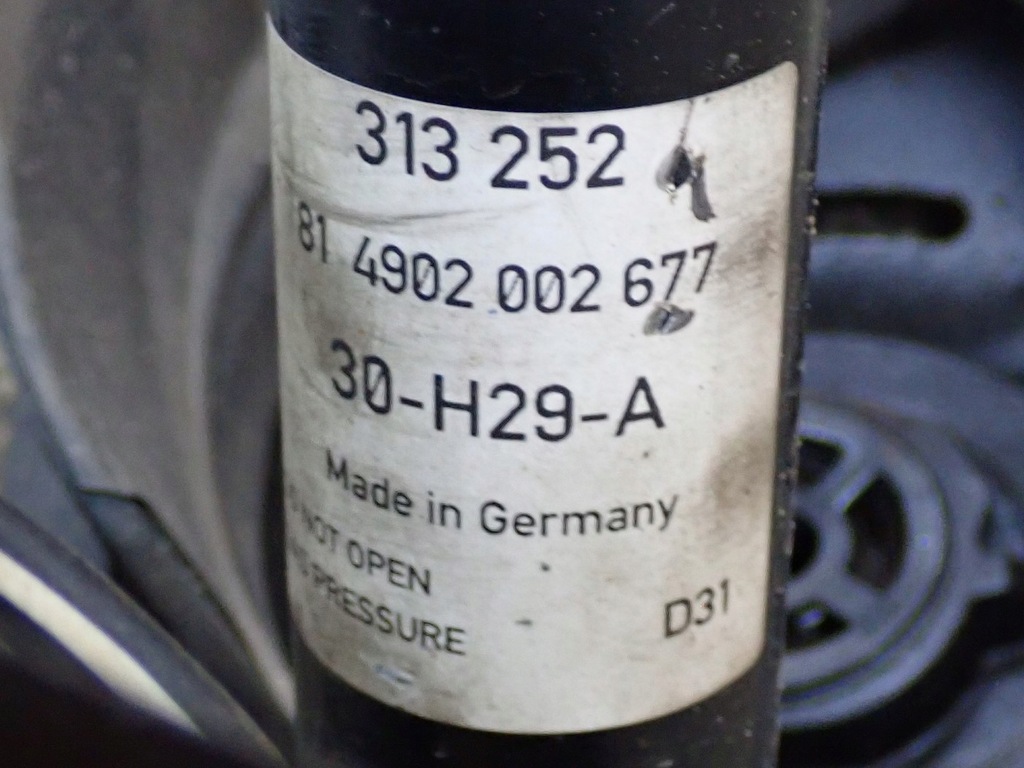 313 252
81 4902 002 677
30-H29-A
Made in Germany
NOT OPEN
PRESSURE
D31